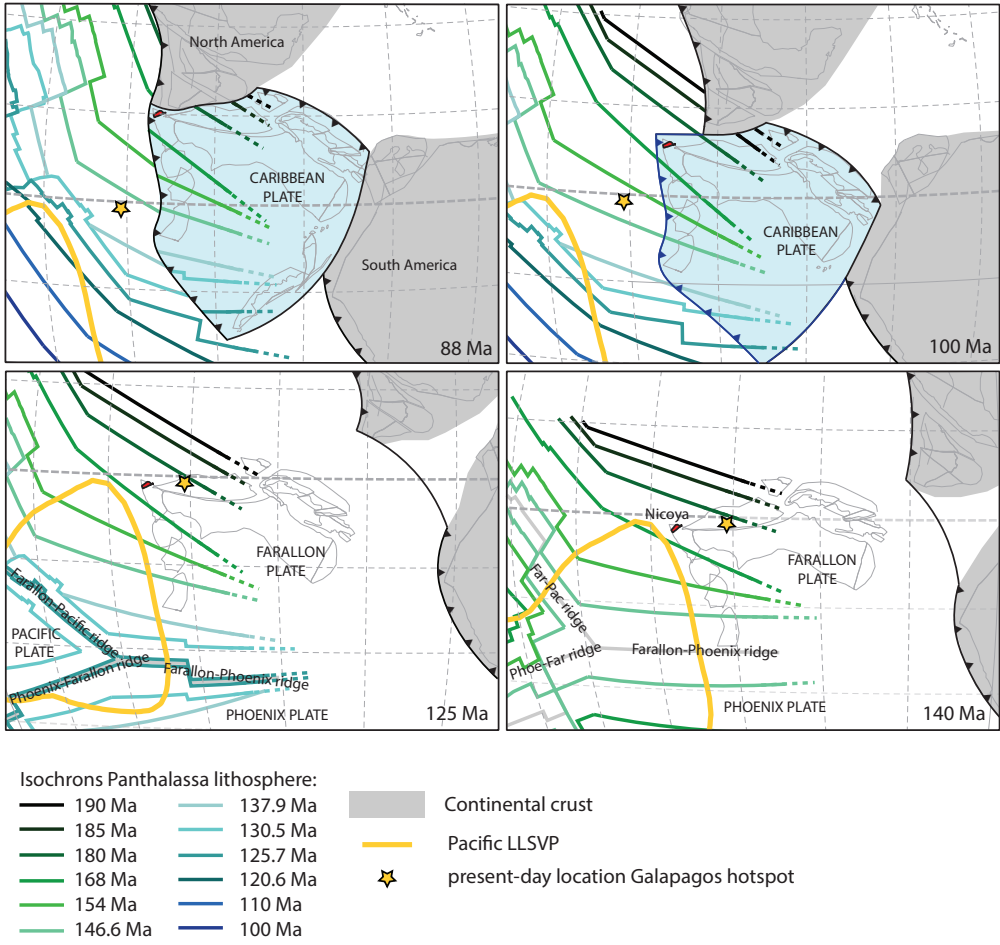 North America
CARIBBEAN
PLATE
South America
88 Ma
CARIBBEAN
PLATE
100 Ma
FARALLON
PLATE
Farallon-Pacific ridge
PACIFIC
PLATE
Phoenix-Farallon ridge
Farallon-Phoenix ridge
PHOENIX PLATE
125 Ma
Nicoya
FARALLON
PLATE
Far-Pac ridge
Phoe-Far ridge
Farallon-Phoenix ridge
PHOENIX PLATE
140 Ma
Isochrons Panthalassa lithosphere:
190 Ma
185 Ma
180 Ma
168 Ma
154 Ma
146.6 Ma
137.9 Ma
130.5 Ma
125.7 Ma
120.6 Ma
110 Ma
100 Ma
Continental crust
Pacific LLSVP
present-day location Galapagos hotspot